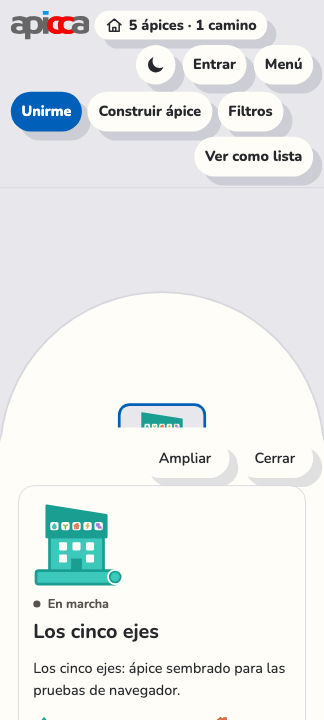 apicca
5 ápices · 1 camino
Entrar
Menú
Unirme
Construir ápice
Filtros
Ver como lista
Ampliar
Cerrar
En marcha
Los cinco ejes
Los cinco ejes: ápice sembrado para las
pruebas de navegador.